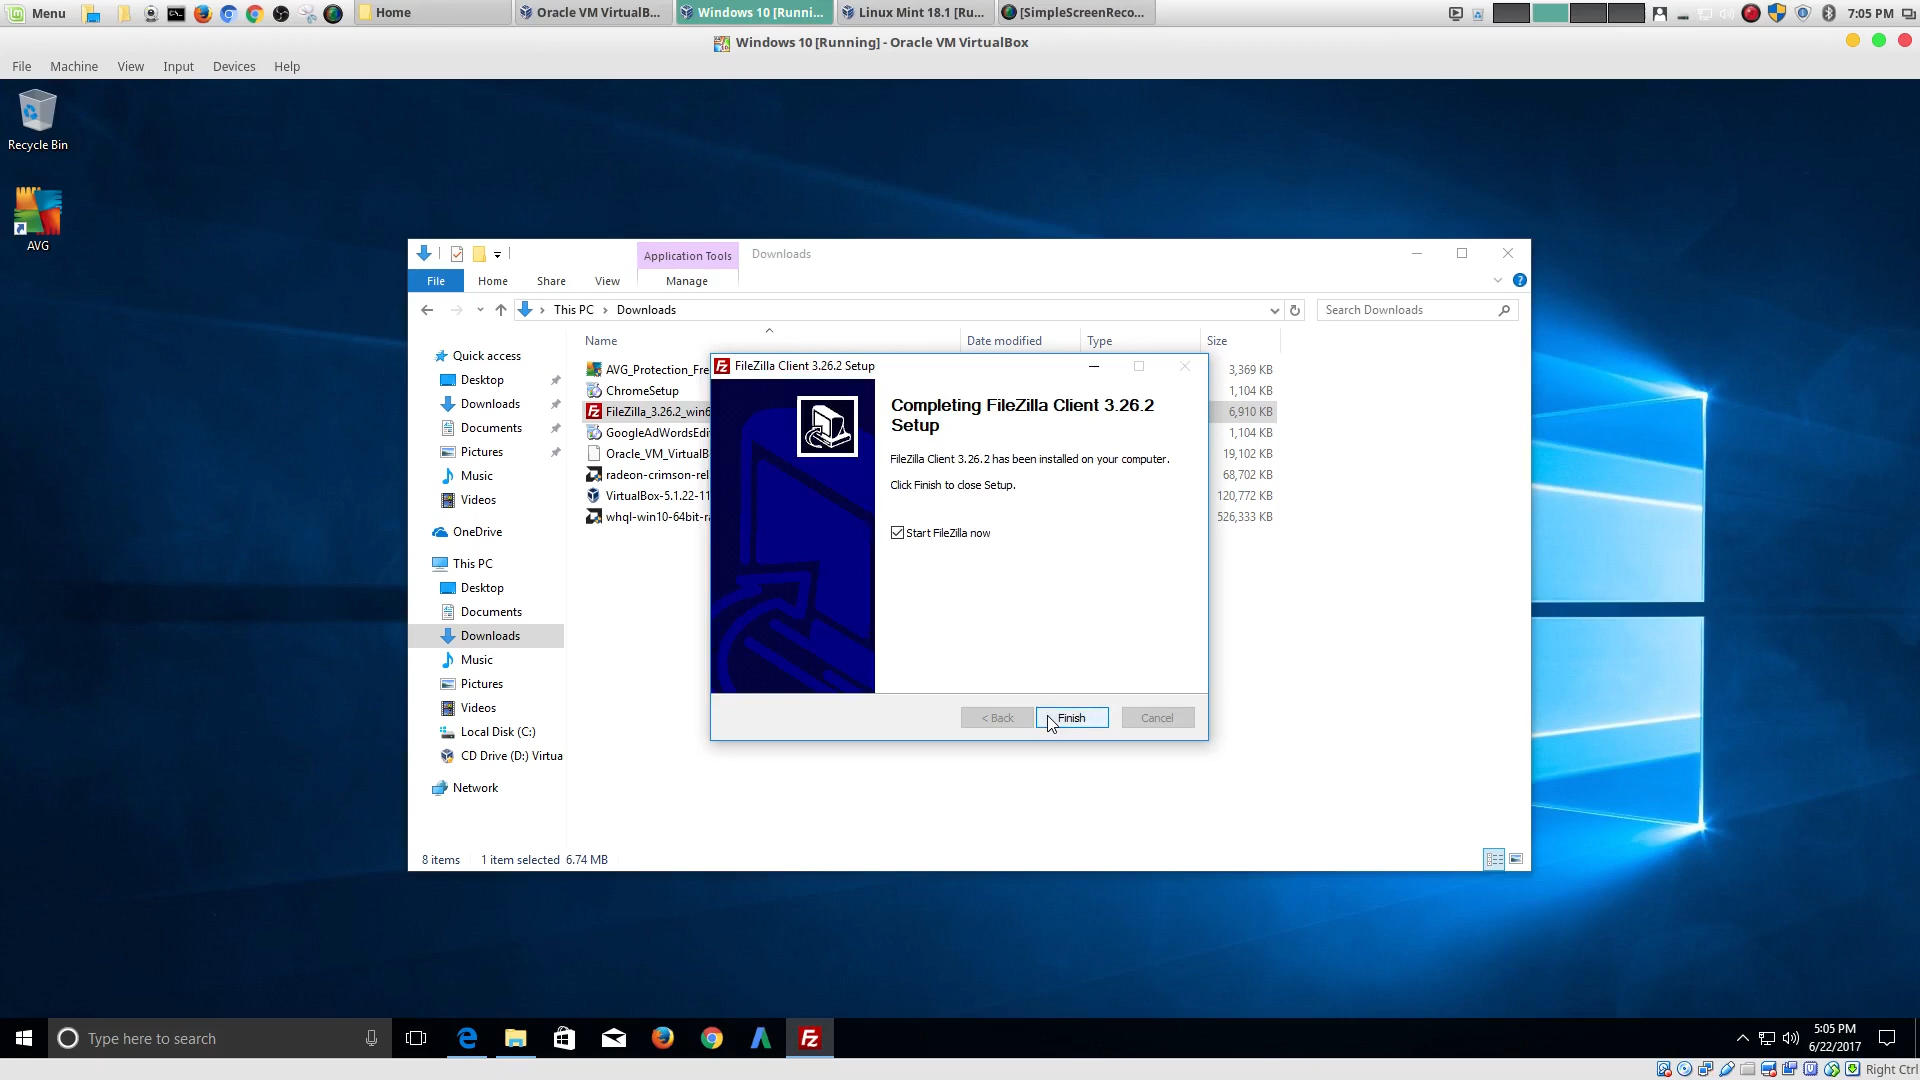 Menu
Home
Oracle VM VirtualB...
Windows 10 [Runni...
Linux Mint 18.1 [Ru...
[SimpleScreenReco...
7:05 PM
Windows 10 [Running] - Oracle VM VirtualBox
File Machine View Input Devices Help
Recycle Bin
AVG
Application Tools
Downloads
File Home Share View Manage
This PC > Downloads
Search Downloads
Name Date modified Type Size
Quick access
Desktop
Downloads
Documents
Pictures
Music
Videos
OneDrive
This PC
Desktop
Documents
Downloads
Music
Pictures
Videos
Local Disk (C:)
CD Drive (D:) Virtua
Network
AVG_Protection_Fre 3,369 KB
ChromeSetup 1,104 KB
FileZilla_3.26.2_win6 6,910 KB
GoogleAdWordsEdi 1,104 KB
Oracle_VM_VirtualB 19,102 KB
radeon-crimson-rel 68,702 KB
VirtualBox-5.1.22-11 120,772 KB
whql-win10-64bit-ra 526,333 KB
FileZilla Client 3.26.2 Setup
Completing FileZilla Client 3.26.2
Setup
FileZilla Client 3.26.2 has been installed on your computer.
Click Finish to close Setup.
Start FileZilla now
< Back Finish Cancel
8 items 1 item selected 6.74 MB
Type here to search
5:05 PM
6/22/2017
Right Ctrl